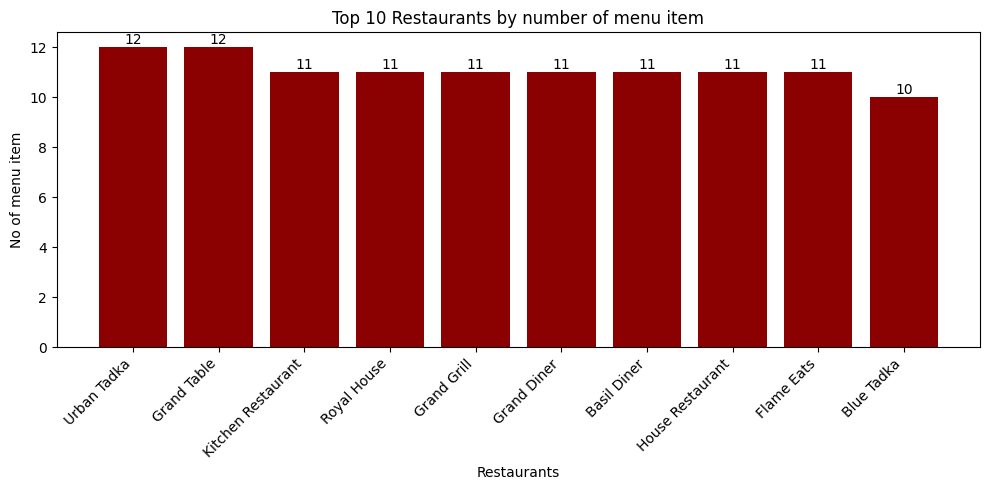 Top 10 Restaurants by number of menu item
No of menu item
12
10
8
6
4
2
0
12
12
11
11
11
11
11
11
11
10
Urban Tadka
Grand Table
Kitchen Restaurant
Royal House
Grand Grill
Grand Diner
Basil Diner
House Restaurant
Flame Eats
Blue Tadka
Restaurants